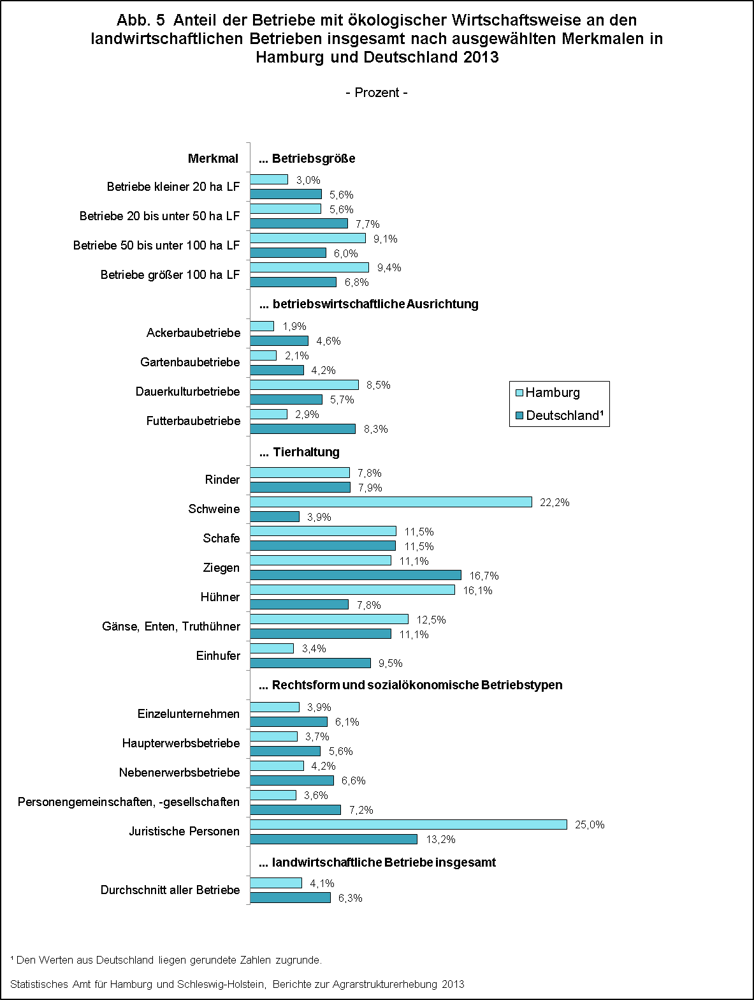 Abb. 5 Anteil der Betriebe mit ökologischer Wirtschaftsweise an den
landwirtschaftlichen Betrieben insgesamt nach ausgewählten Merkmalen in
Hamburg und Deutschland 2013
- Prozent -
Merkmal ... Betriebsgröße
Betriebe kleiner 20 ha LF 3,0%
5,6%
Betriebe 20 bis unter 50 ha LF 5,6%
7,7%
Betriebe 50 bis unter 100 ha LF 9,1%
6,0%
Betriebe größer 100 ha LF 9,4%
6,8%
... betriebswirtschaftliche Ausrichtung
Ackerbaubetriebe 1,9%
4,6%
Gartenbaubetriebe 2,1%
4,2%
Dauerkulturbetriebe 8,5%
5,7%
Futterbaubetriebe 2,9%
8,3%
Hamburg
Deutschland¹
... Tierhaltung
Rinder 7,8%
7,9%
Schweine 22,2%
3,9%
Schafe 11,5%
11,5%
Ziegen 11,1%
16,7%
Hühner 16,1%
7,8%
Gänse, Enten, Truthühner 12,5%
11,1%
Einhufer 3,4%
9,5%
... Rechtsform und sozialökonomische Betriebstypen
Einzelunternehmen 3,9%
6,1%
Haupterwerbsbetriebe 3,7%
5,6%
Nebenerwerbsbetriebe 4,2%
6,6%
Personengemeinschaften, -gesellschaften 3,6%
7,2%
Juristische Personen 25,0%
13,2%
... landwirtschaftliche Betriebe insgesamt
Durchschnitt aller Betriebe 4,1%
6,3%
¹ Den Werten aus Deutschland liegen gerundete Zahlen zugrunde.
Statistisches Amt für Hamburg und Schleswig-Holstein, Berichte zur Agrarstrukturerhebung 2013